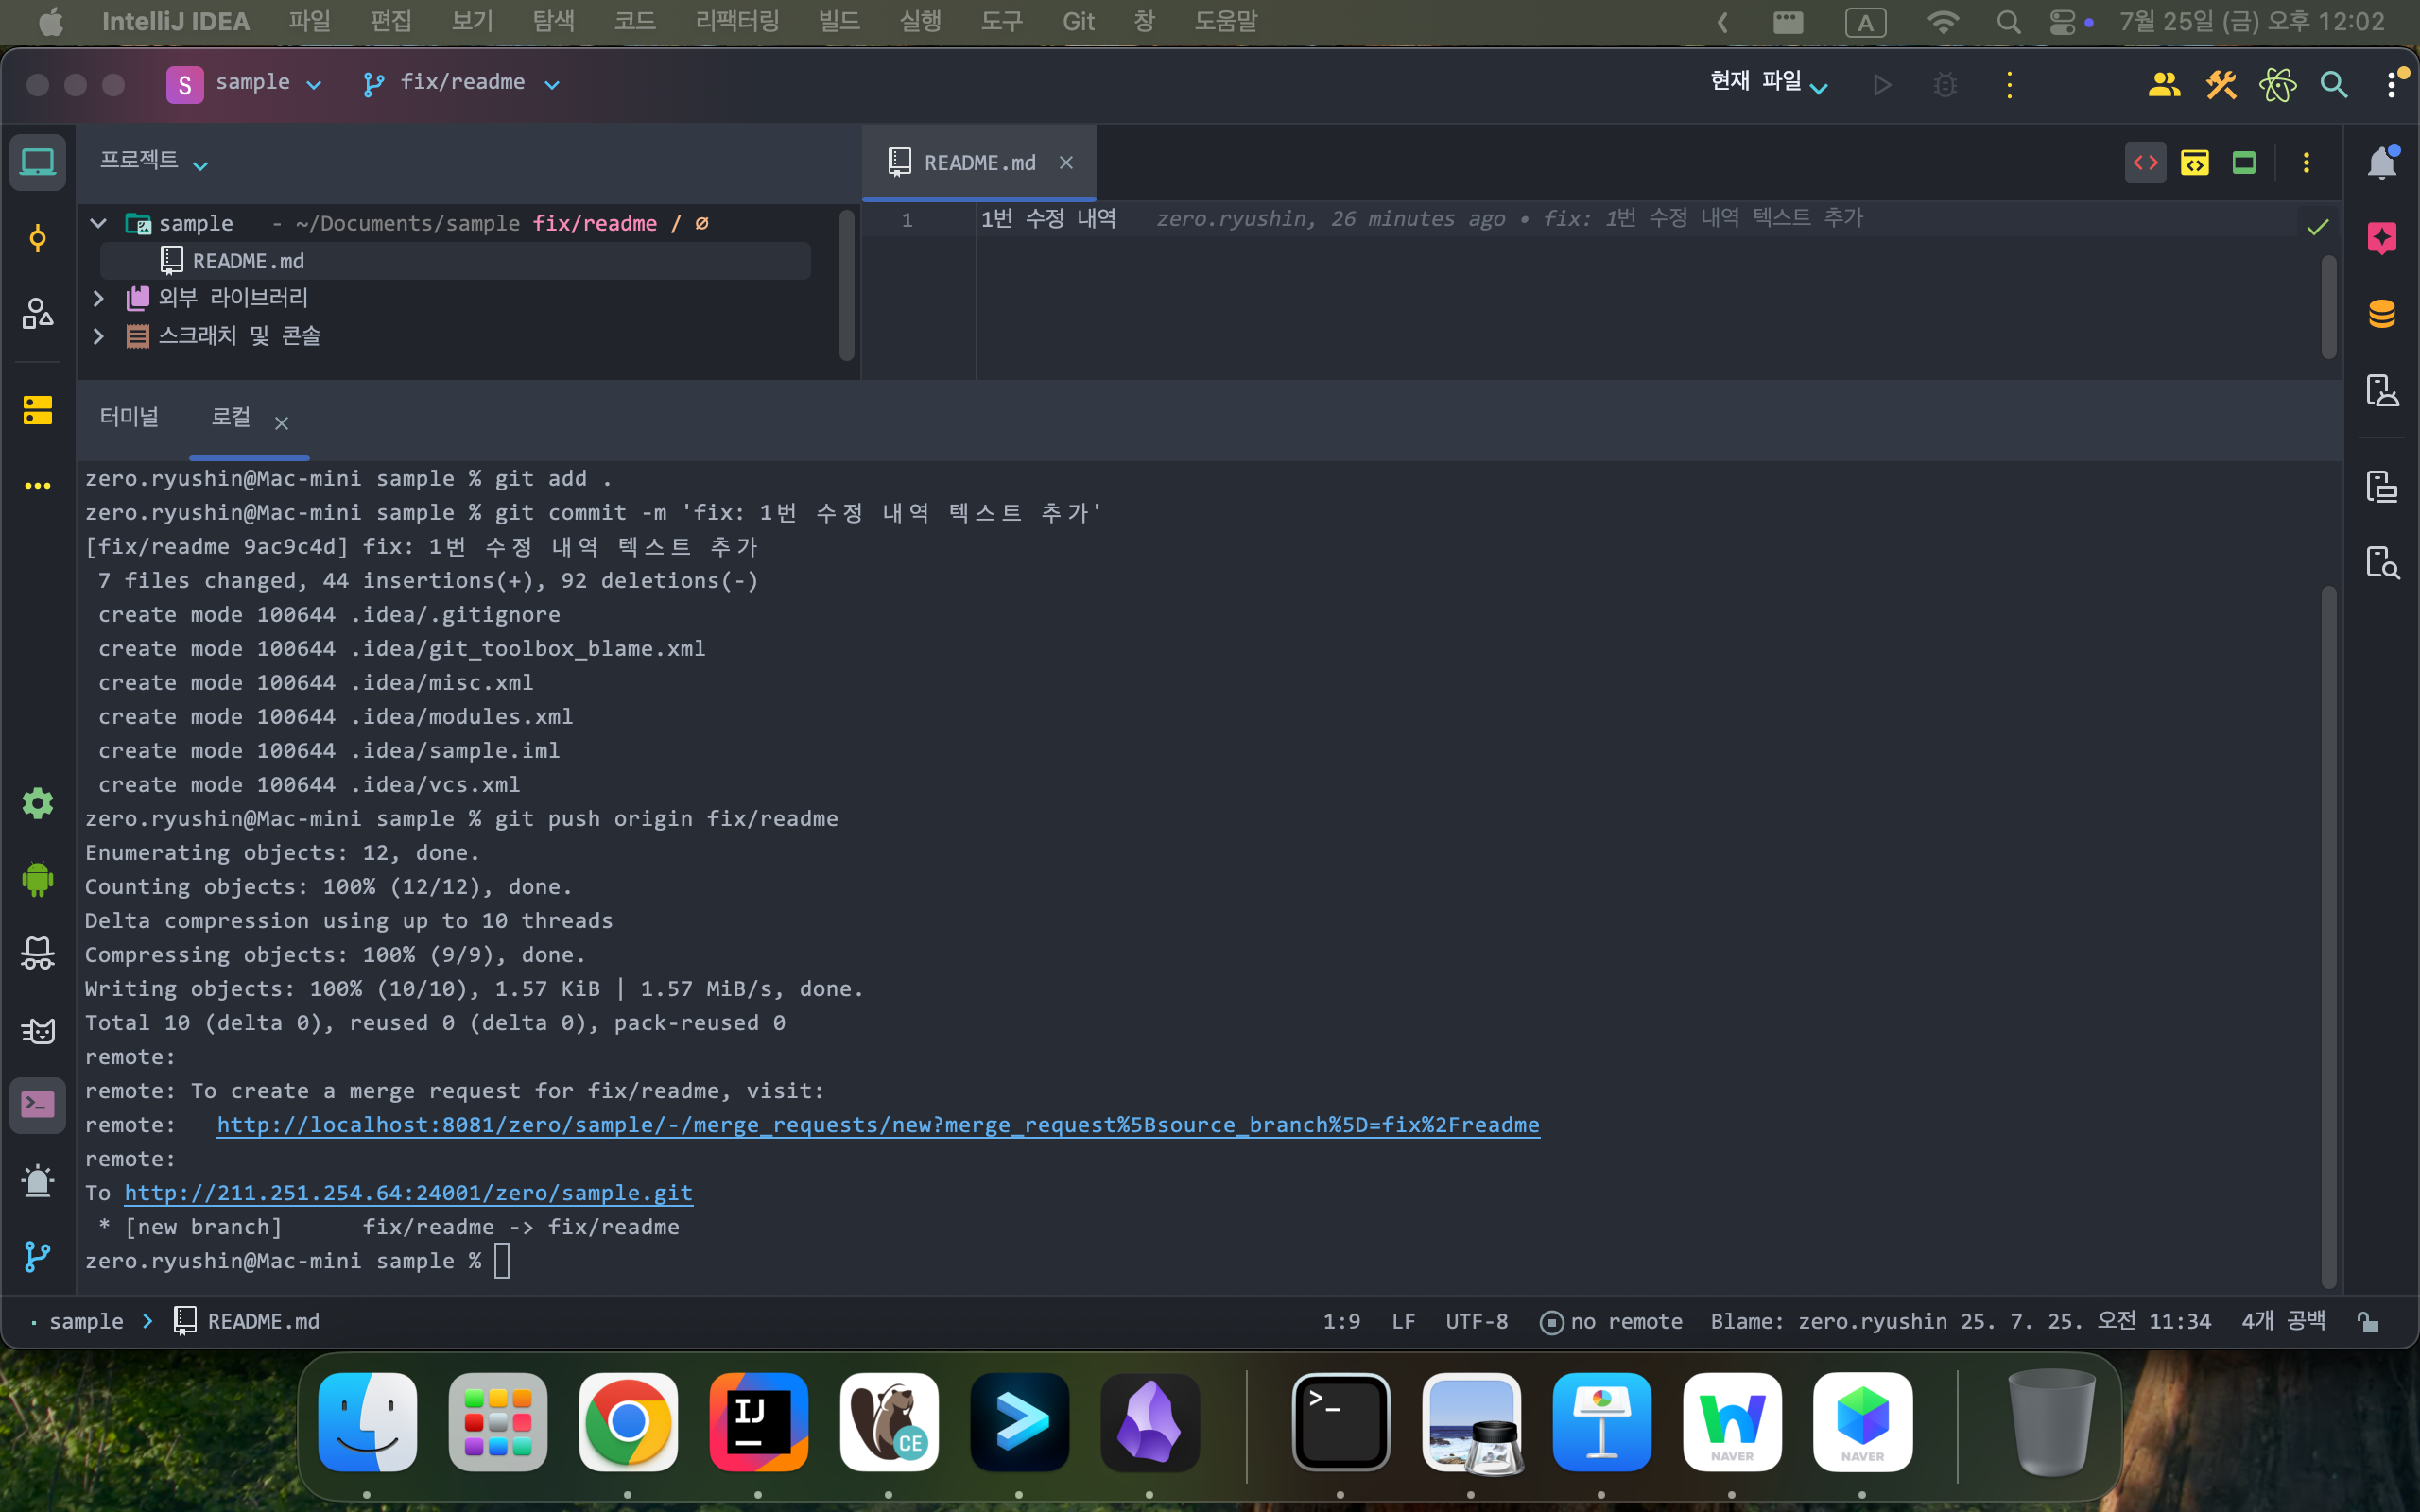 IntelliJ IDEA 파일 편집 보기 탐색 코드 리팩터링 빌드 실행 도구 Git 창 도움말 A 7월 25일 (금) 오후 12:02
S sample fix/readme 현재 파일
프로젝트
README.md
sample - ~/Documents/sample fix/readme / ∅
README.md
외부 라이브러리
스크래치 및 콘솔
1 1번 수정 내역 zero.ryushin, 26 minutes ago • fix: 1번 수정 내역 텍스트 추가
터미널 로컬
zero.ryushin@Mac-mini sample % git add .
zero.ryushin@Mac-mini sample % git commit -m 'fix: 1번 수정 내역 텍스트 추가'
[fix/readme 9ac9c4d] fix: 1번 수정 내역 텍스트 추가
7 files changed, 44 insertions(+), 92 deletions(-)
create mode 100644 .idea/.gitignore
create mode 100644 .idea/git_toolbox_blame.xml
create mode 100644 .idea/misc.xml
create mode 100644 .idea/modules.xml
create mode 100644 .idea/sample.iml
create mode 100644 .idea/vcs.xml
zero.ryushin@Mac-mini sample % git push origin fix/readme
Enumerating objects: 12, done.
Counting objects: 100% (12/12), done.
Delta compression using up to 10 threads
Compressing objects: 100% (9/9), done.
Writing objects: 100% (10/10), 1.57 KiB | 1.57 MiB/s, done.
Total 10 (delta 0), reused 0 (delta 0), pack-reused 0
remote:
remote: To create a merge request for fix/readme, visit:
remote: http://localhost:8081/zero/sample/-/merge_requests/new?merge_request%5Bsource_branch%5D=fix%2Freadme
remote:
To http://211.251.254.64:24001/zero/sample.git
* [new branch] fix/readme -> fix/readme
zero.ryushin@Mac-mini sample %
sample README.md 1:9 LF UTF-8 no remote Blame: zero.ryushin 25. 7. 25. 오전 11:34 4개 공백
IJ
CE
NAVER
NAVER